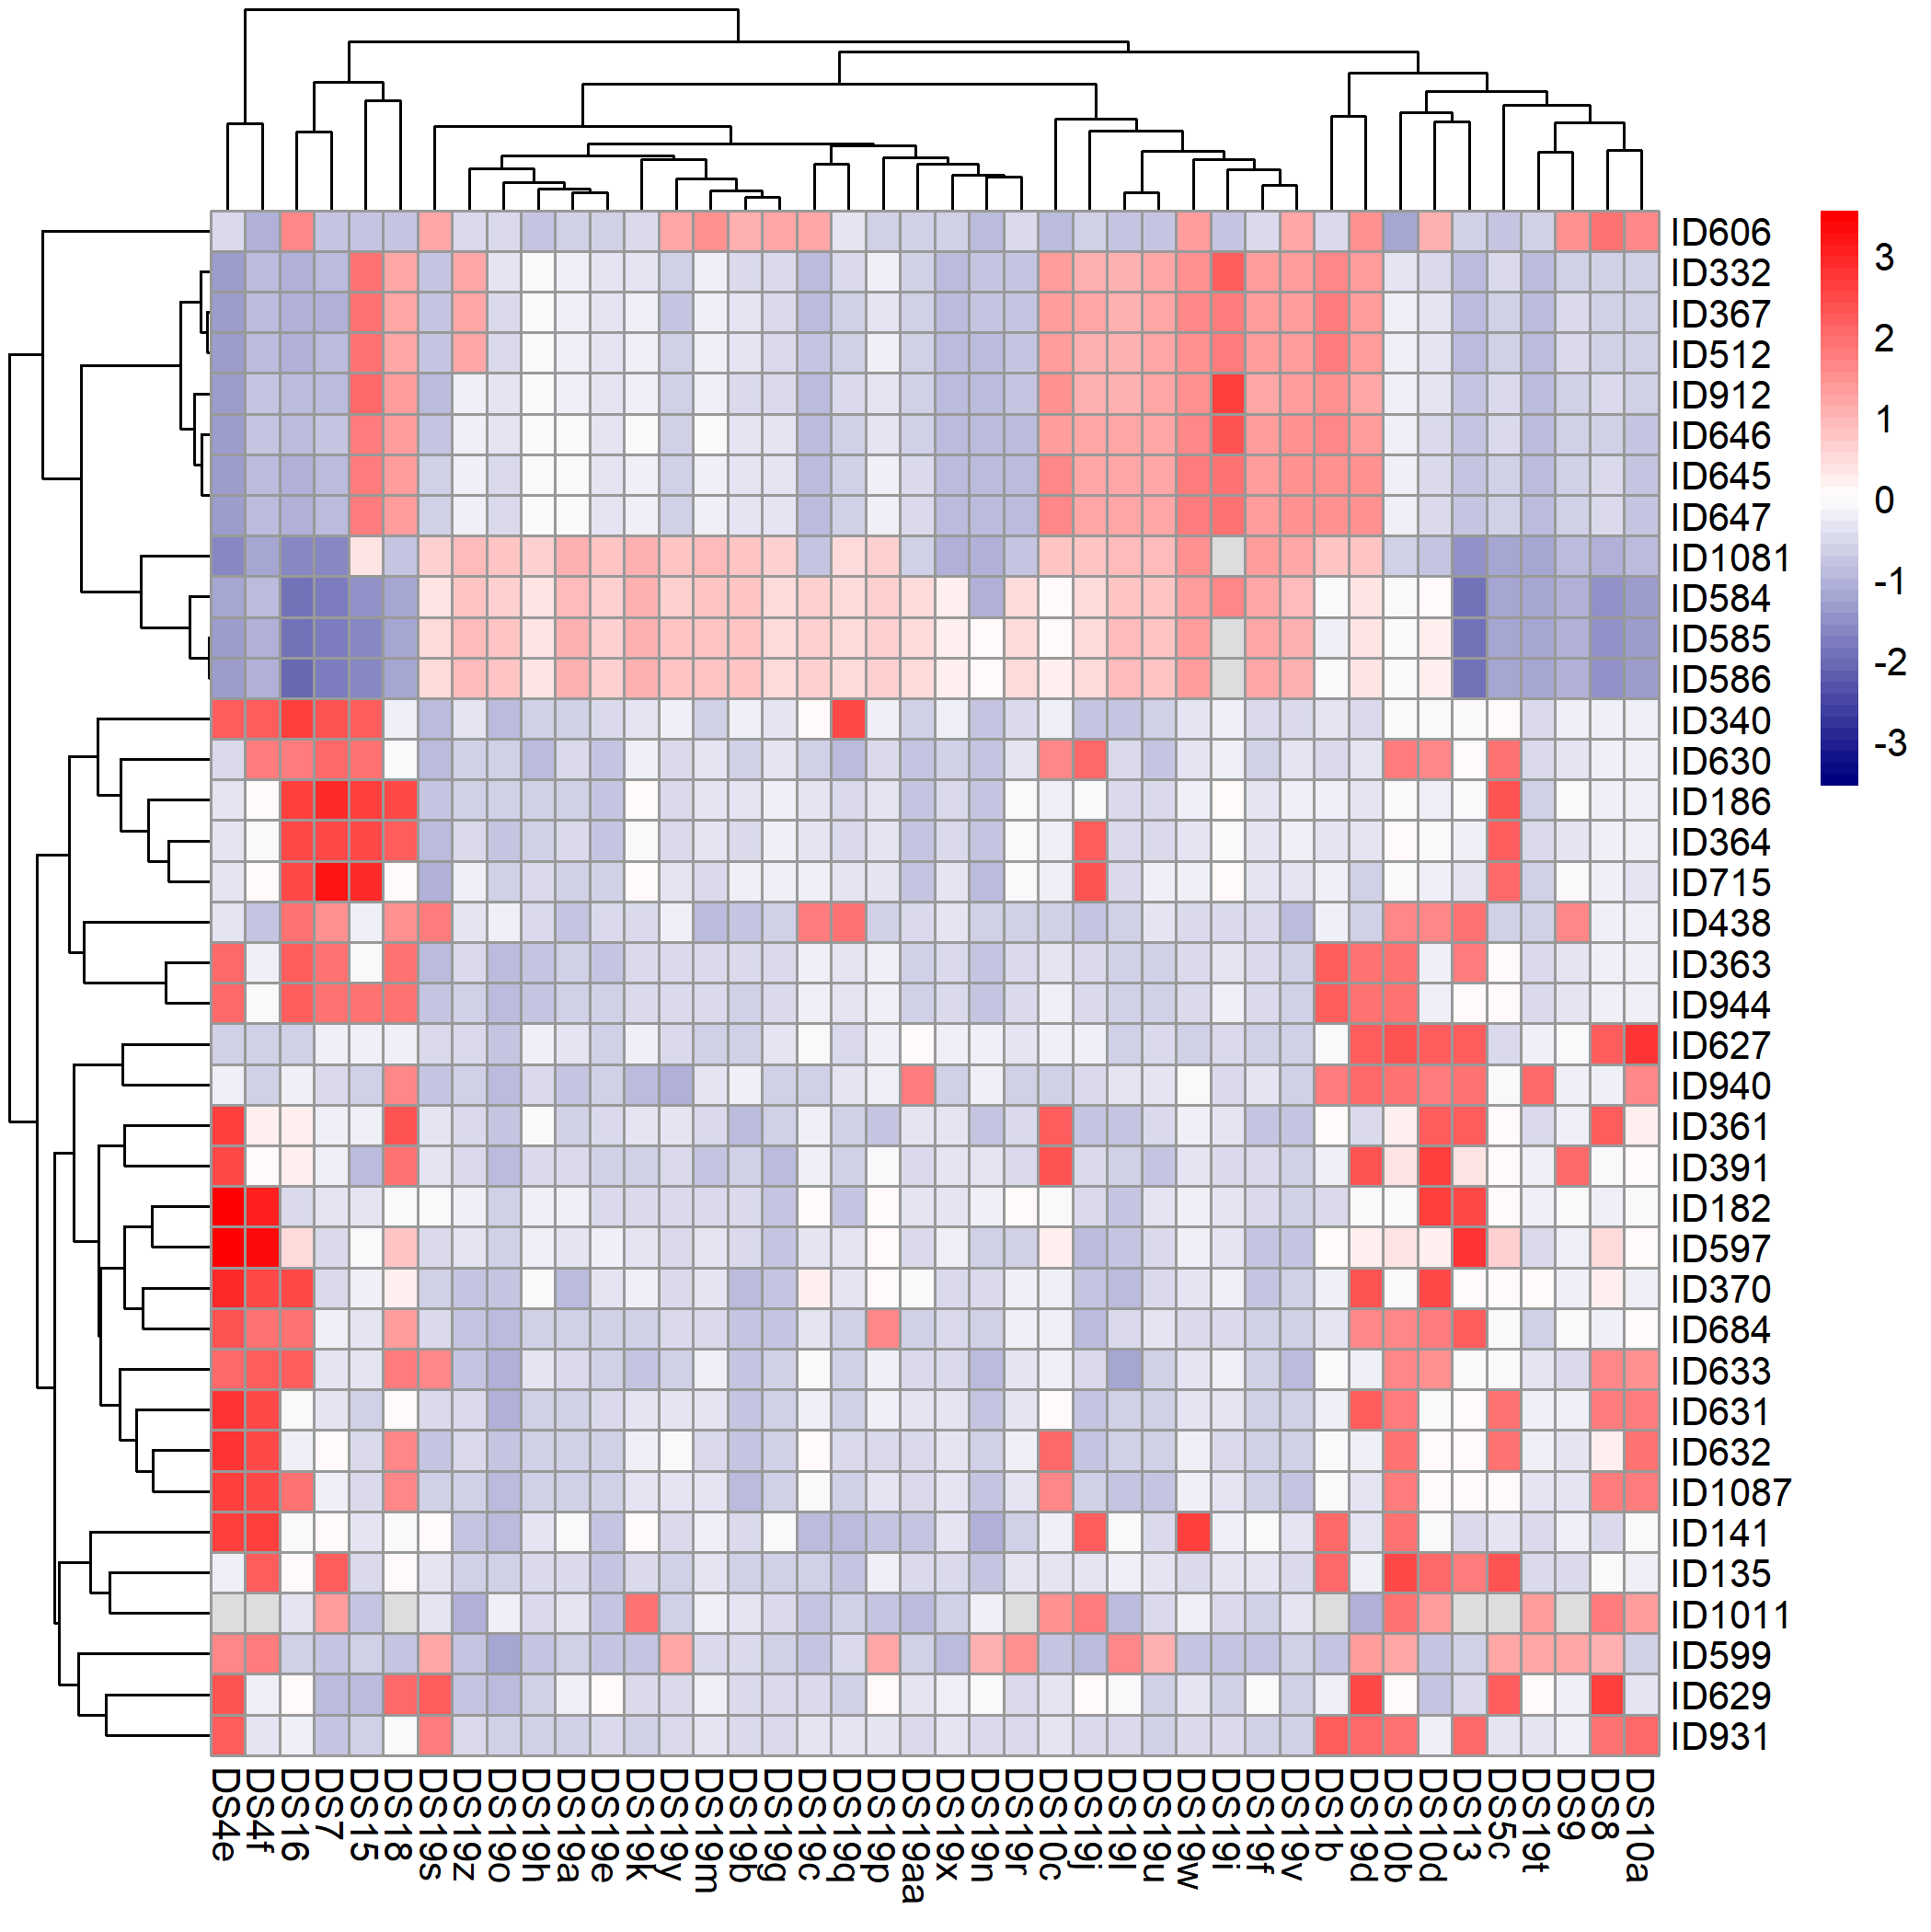 ID606
ID332
ID367
ID512
ID912
ID646
ID645
ID647
ID1081
ID584
ID585
ID586
ID340
ID630
ID186
ID364
ID715
ID438
ID363
ID944
ID627
ID940
ID361
ID391
ID182
ID597
ID370
ID684
ID633
ID631
ID632
ID1087
ID141
ID135
ID1011
ID599
ID629
ID931
3
2
1
0
-1
-2
-3
DS4e
DS4f
DS16
DS7
DS15
DS18
DS19s
DS19z
DS19o
DS19h
DS19a
DS19e
DS19k
DS19y
DS19m
DS19b
DS19g
DS19c
DS19q
DS19p
DS19aa
DS19x
DS19n
DS19r
DS10c
DS19j
DS19l
DS19u
DS19w
DS19i
DS19f
DS19v
DS1b
DS19d
DS10b
DS10d
DS13
DS5c
DS19t
DS9
DS8
DS10a